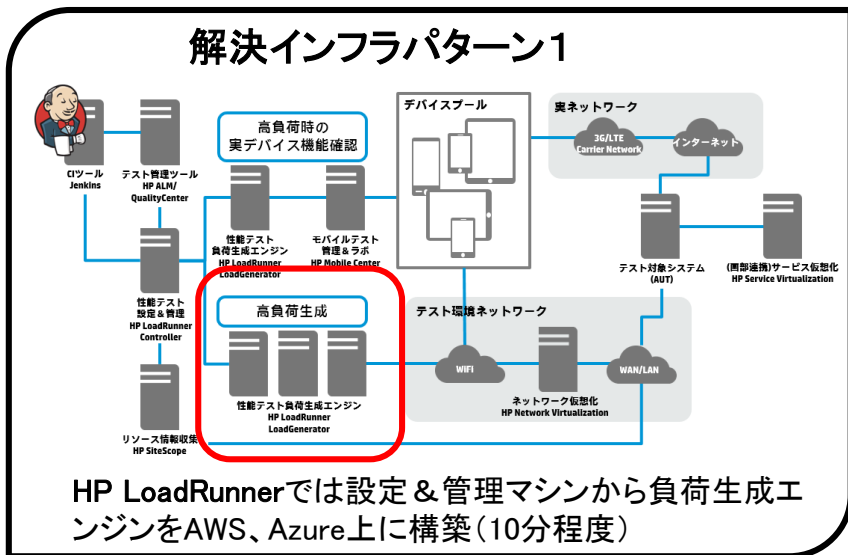 解決インフラパターン１
CIツール
Jenkins
テスト管理ツール
HP ALM/
QualityCenter
高負荷時の
実デバイス機能確認
性能テスト
負荷生成エンジン
HP LoadRunner
LoadGenerator
モバイルテスト
管理＆ラボ
HP Mobile Center
デバイスプール
実ネットワーク
3G/LTE
Carrier Network
インターネット
テスト対象システム
(AUT)
(外部連携)サービス仮想化
HP Service Virtualization
性能テスト
設定＆管理
HP LoadRunner
Controller
高負荷生成
性能テスト負荷生成エンジン
HP LoadRunner
LoadGenerator
テスト環境ネットワーク
WIFI
ネットワーク仮想化
HP Network Virtualization
WAN/LAN
リソース情報収集
HP SiteScope
HP LoadRunnerでは設定＆管理マシンから負荷生成エ
ンジンをAWS、Azure上に構築（10分程度）